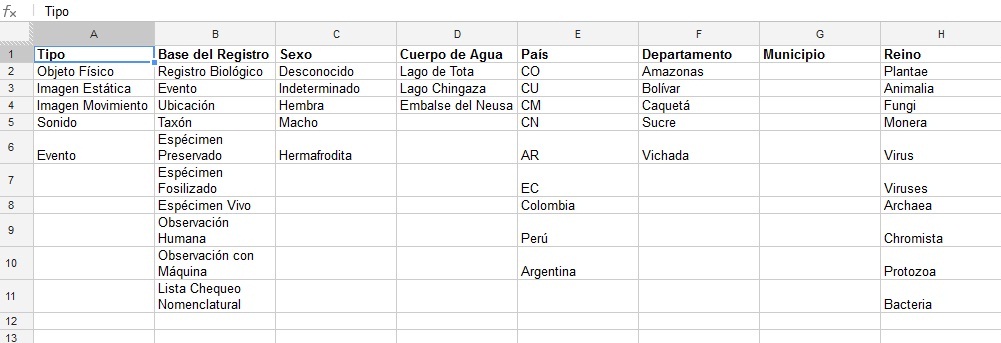 fx Tipo
A B C D E F G H
1 Tipo Base del Registro Sexo Cuerpo de Agua País Departamento Municipio Reino
2 Objeto Físico Registro Biológico Desconocido Lago de Tota CO Amazonas Plantae
3 Imagen Estática Evento Indeterminado Lago Chingaza CU Bolívar Animalia
4 Imagen Movimiento Ubicación Hembra Embalse del Neusa CM Caquetá Fungi
5 Sonido Taxón Macho CN Sucre Monera
Espécimen
6 Evento Preservado Hermafrodita AR Vichada Virus
Espécimen
7 Fosilizado EC Viruses
8 Espécimen Vivo Colombia Archaea
Observación
9 Humana Perú Chromista
Observación con
10 Máquina Argentina Protozoa
Lista Chequeo
11 Nomenclatural Bacteria
12
13